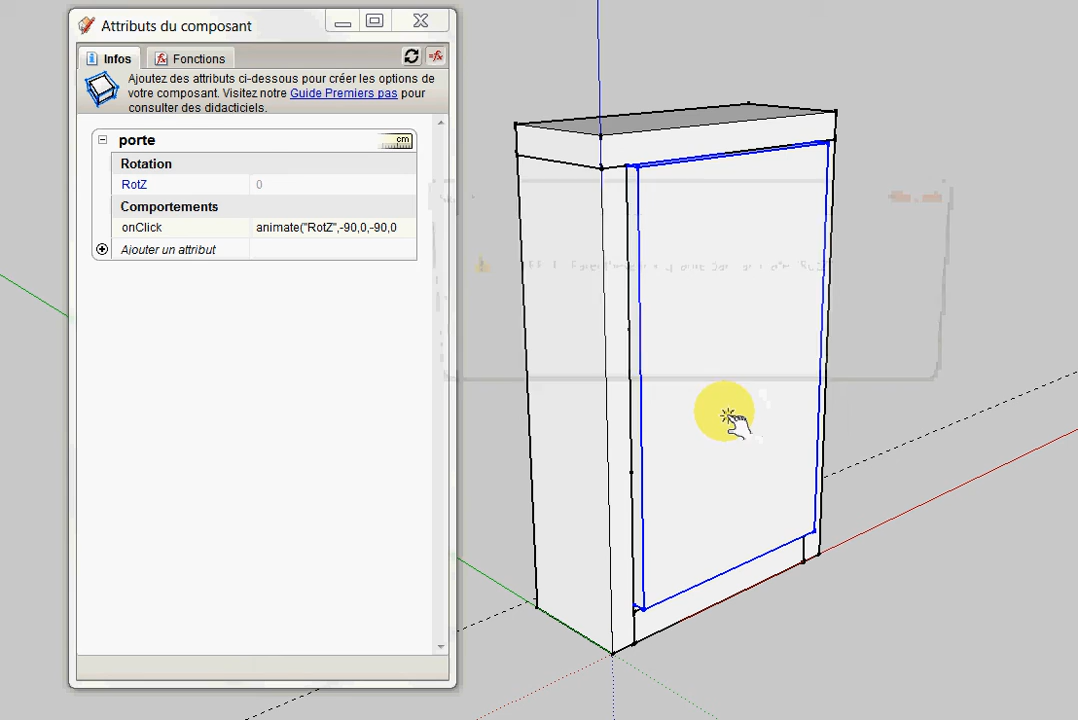 Attributs du composant
Infos
Fonctions
Ajoutez des attributs ci-dessous pour créer les options de
votre composant. Visitez notre Guide Premiers pas pour
consulter des didacticiels.
porte
cm
Rotation
RotZ 0
Comportements
onClick animate("RotZ",-90,0,-90,0
Ajouter un attribut